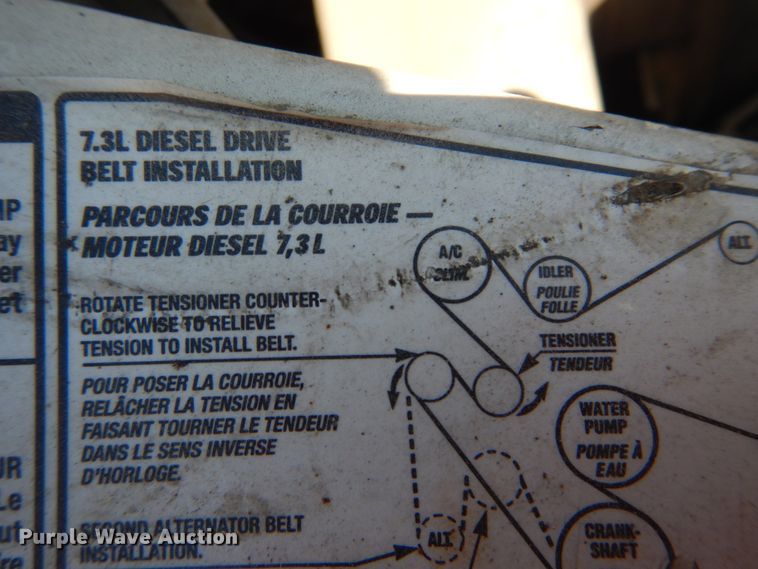 7.3L DIESEL DRIVE
BELT INSTALLATION
PARCOURS DE LA COURROIE —
MOTEUR DIESEL 7,3 L
ROTATE TENSIONER COUNTER-
CLOCKWISE TO RELIEVE
TENSION TO INSTALL BELT.
POUR POSER LA COURROIE,
RELÂCHER LA TENSION EN
FAISANT TOURNER LE TENDEUR
DANS LE SENS INVERSE
D'HORLOGE.
SECOND ALTERNATOR BELT
INSTALLATION.
A/C
IDLER
POULIE
FOLLE
ALT.
TENSIONER
TENDEUR
WATER
PUMP
POMPE À
EAU
CRANK-
SHAFT
ALT.
Purple Wave Auction